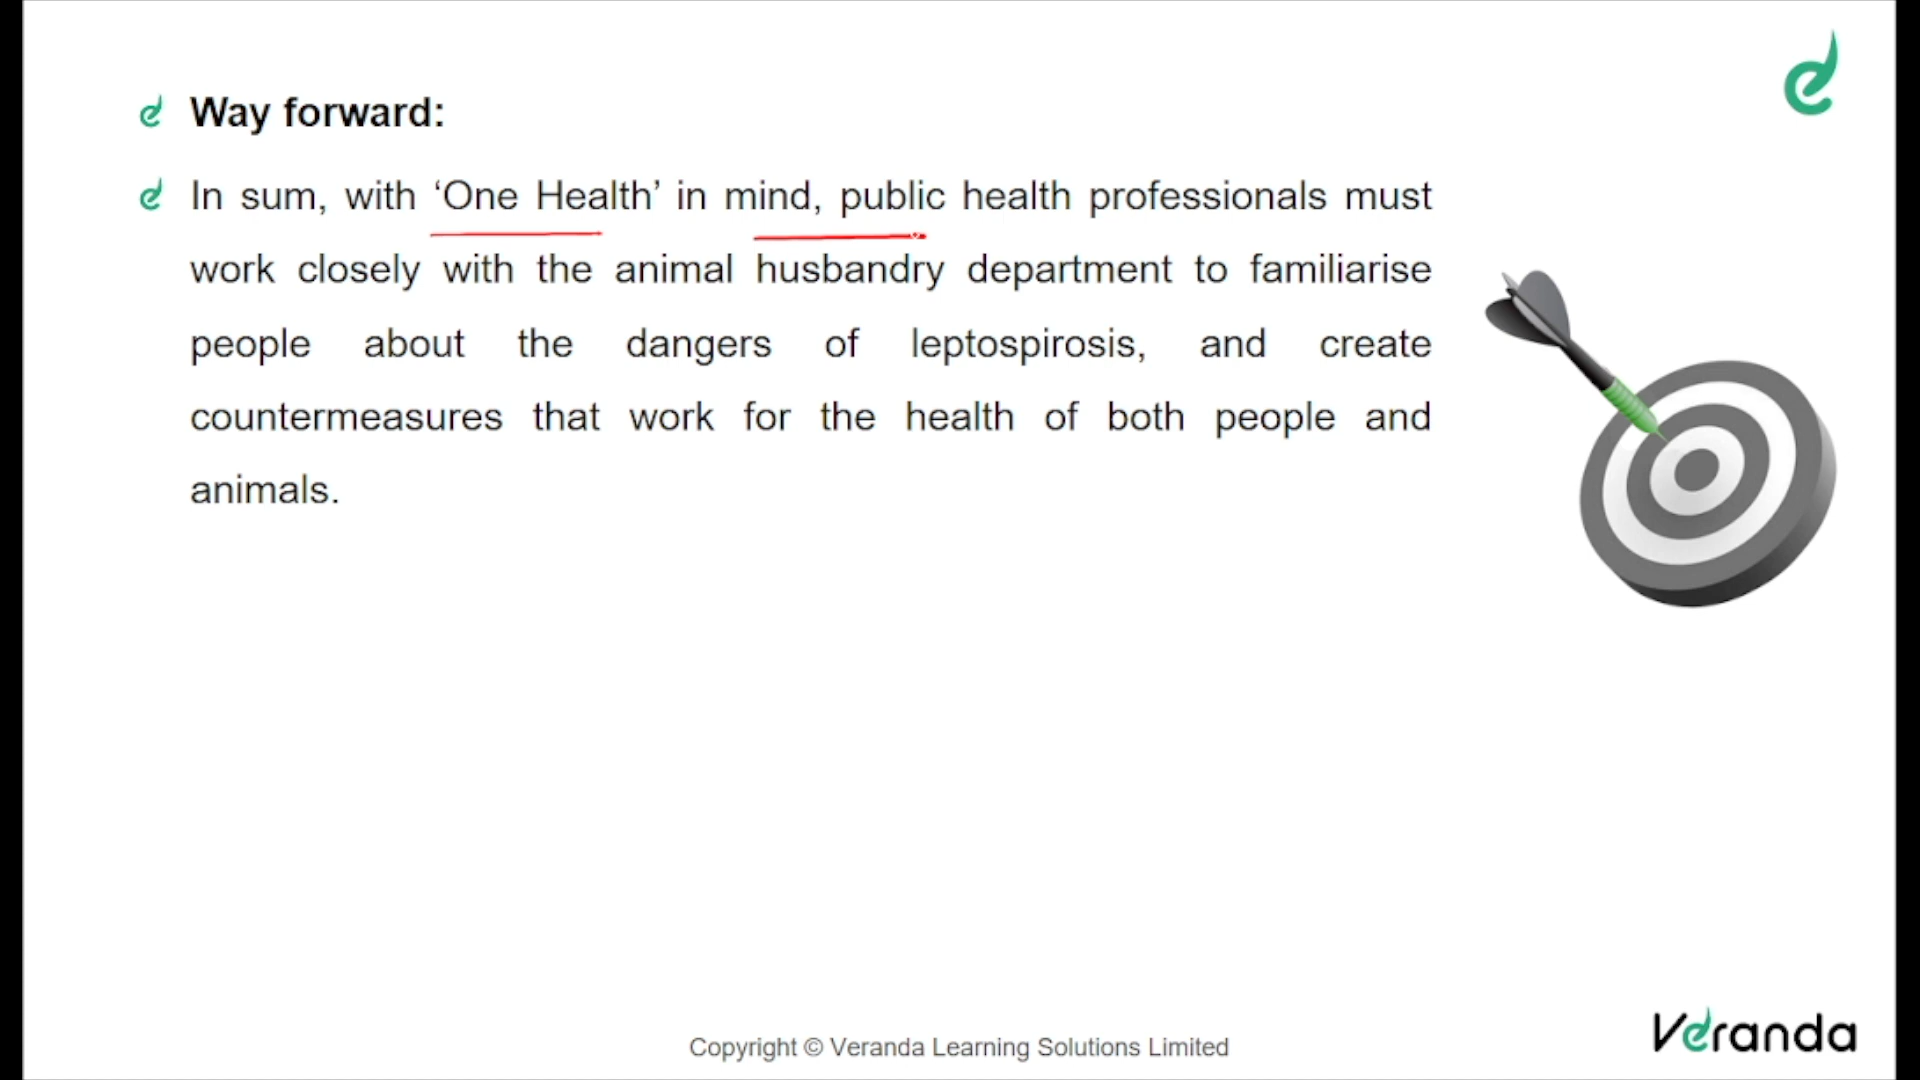 Way forward:
In sum, with ‘One Health’ in mind, public health professionals must
work closely with the animal husbandry department to familiarise
people about the dangers of leptospirosis, and create
countermeasures that work for the health of both people and
animals.
Copyright © Veranda Learning Solutions Limited
Veranda